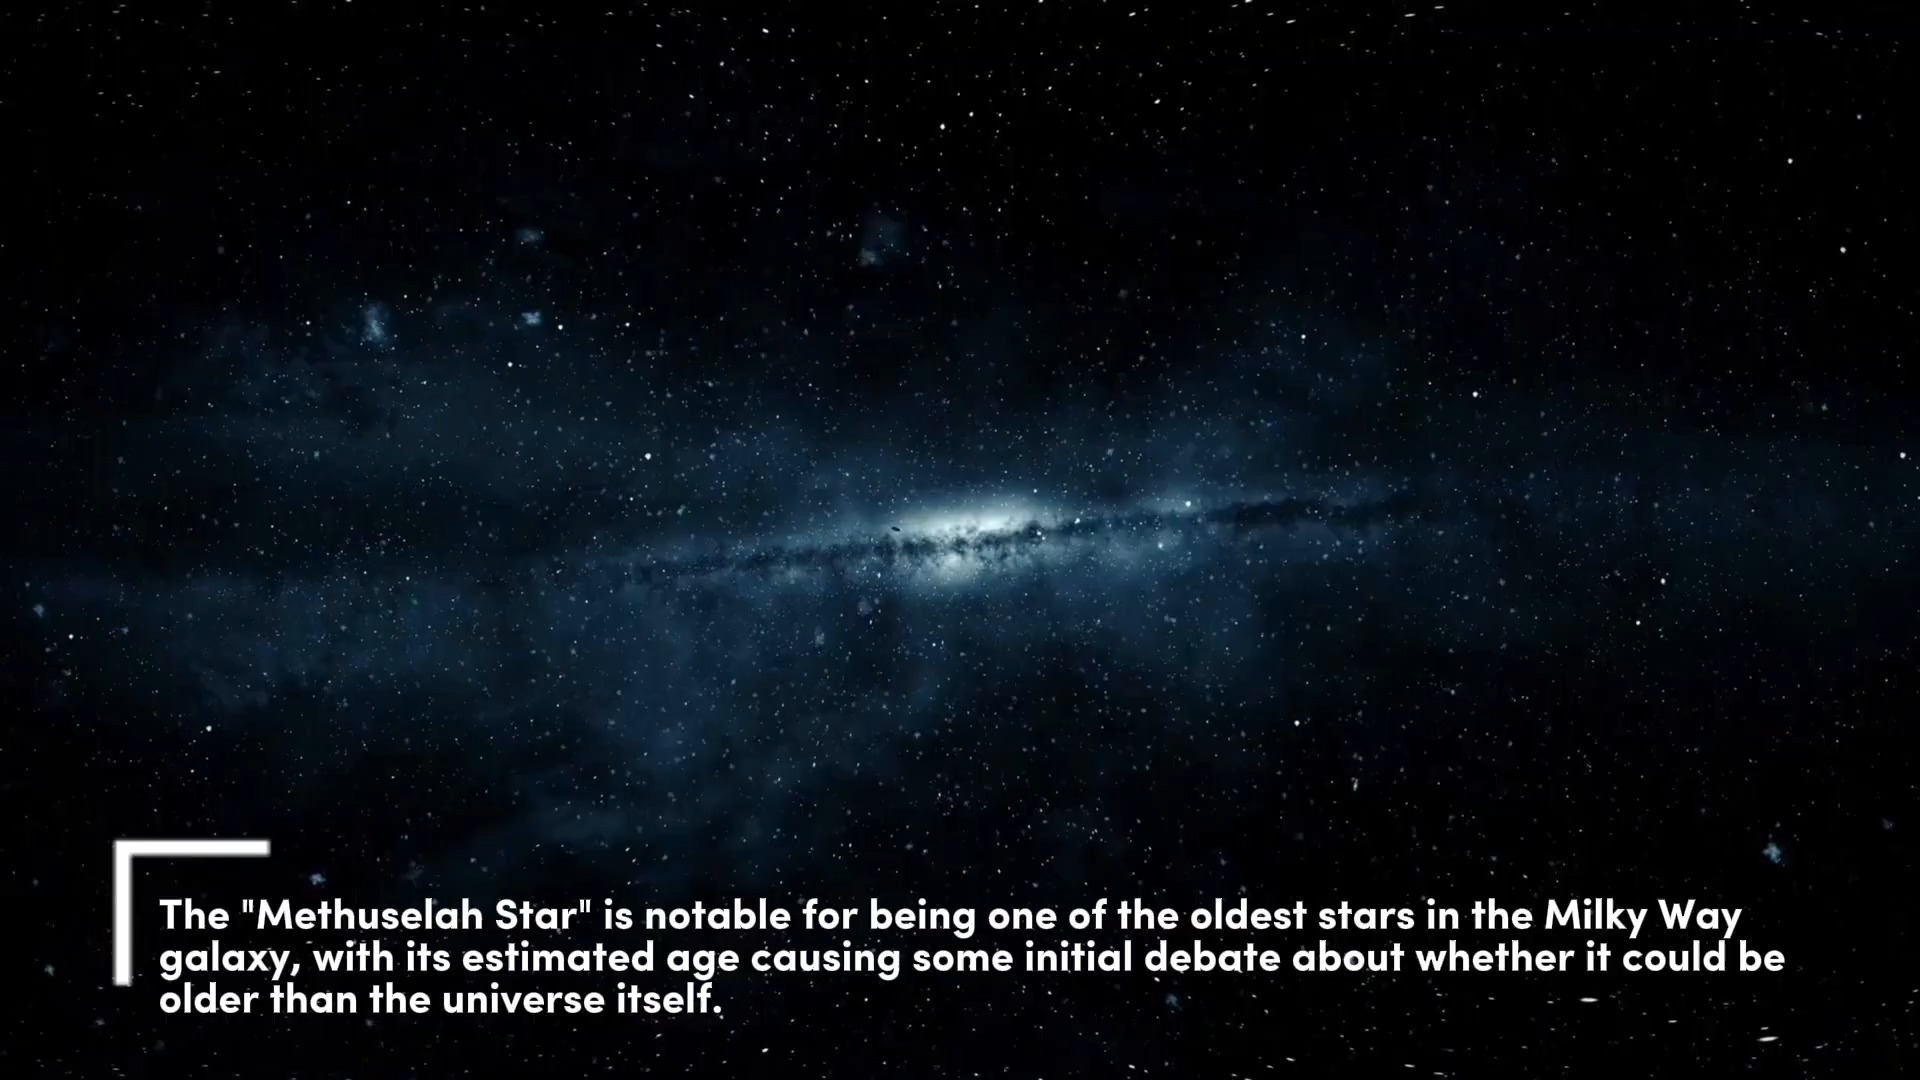 The "Methuselah Star" is notable for being one of the oldest stars in the Milky Way
galaxy, with its estimated age causing some initial debate about whether it could be
older than the universe itself.